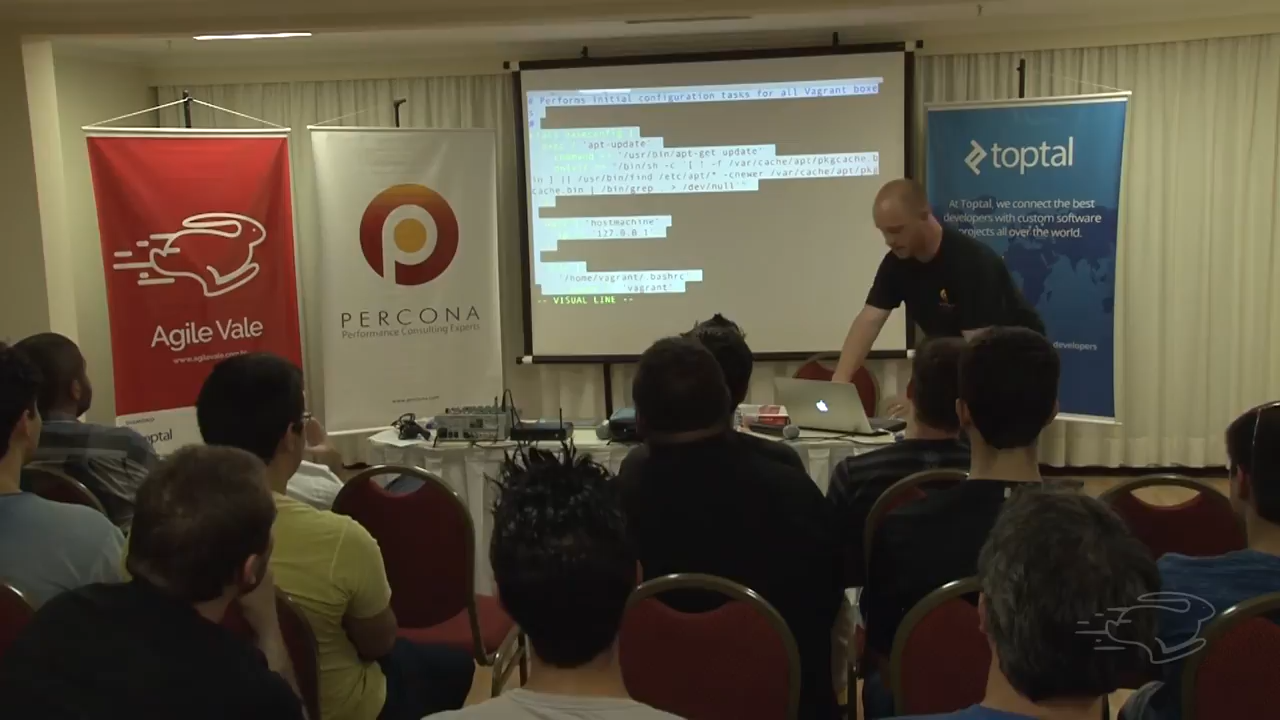 Agile Vale
www.agilevale.com.br
toptal
PERCONA
Performance Consulting Experts
www.percona.com
# Performs initial configuration tasks for all Vagrant boxe
s
#
'apt-update'
'/usr/bin/apt-get update'
'/bin/sh -c \'[ ! -f /var/cache/apt/pkgcache.b
in ] || /usr/bin/find /etc/apt/* -cnewer /var/cache/apt/pkg
cache.bin | /bin/grep . > /dev/null\''
'hostmachine'
'127.0.0.1'
'/home/vagrant/.bashrc'
'vagrant'
-- VISUAL LINE --
toptal
At Toptal, we connect the best
developers with custom software
projects all over the world.
developers